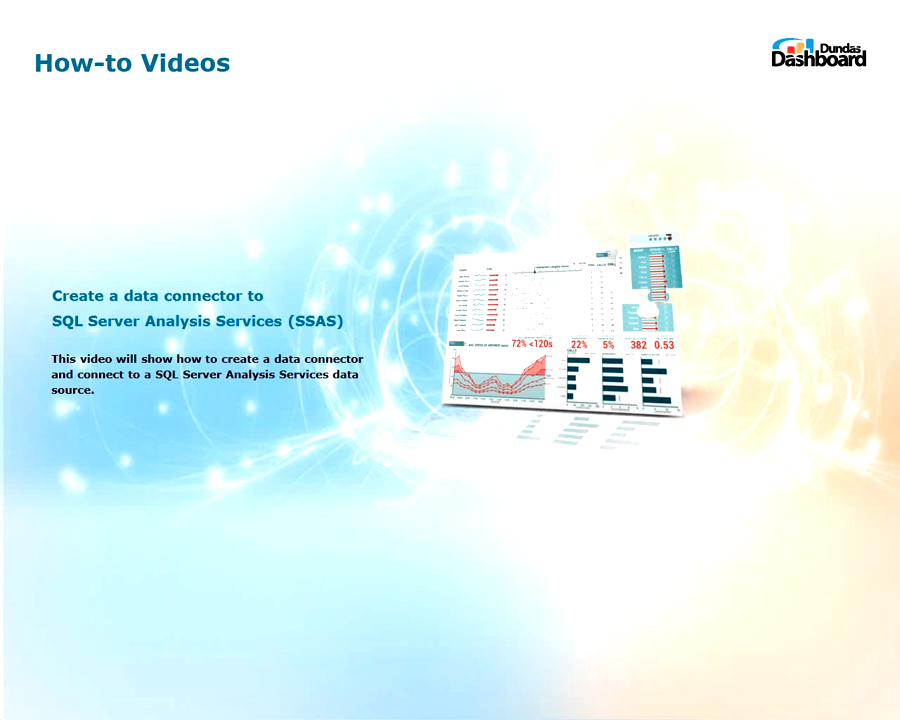 How-to Videos
Dundas
Dashboard
Create a data connector to
SQL Server Analysis Services (SSAS)
This video will show how to create a data connector
and connect to a SQL Server Analysis Services data
source.
72% <120s
22%
5%
382
0.53